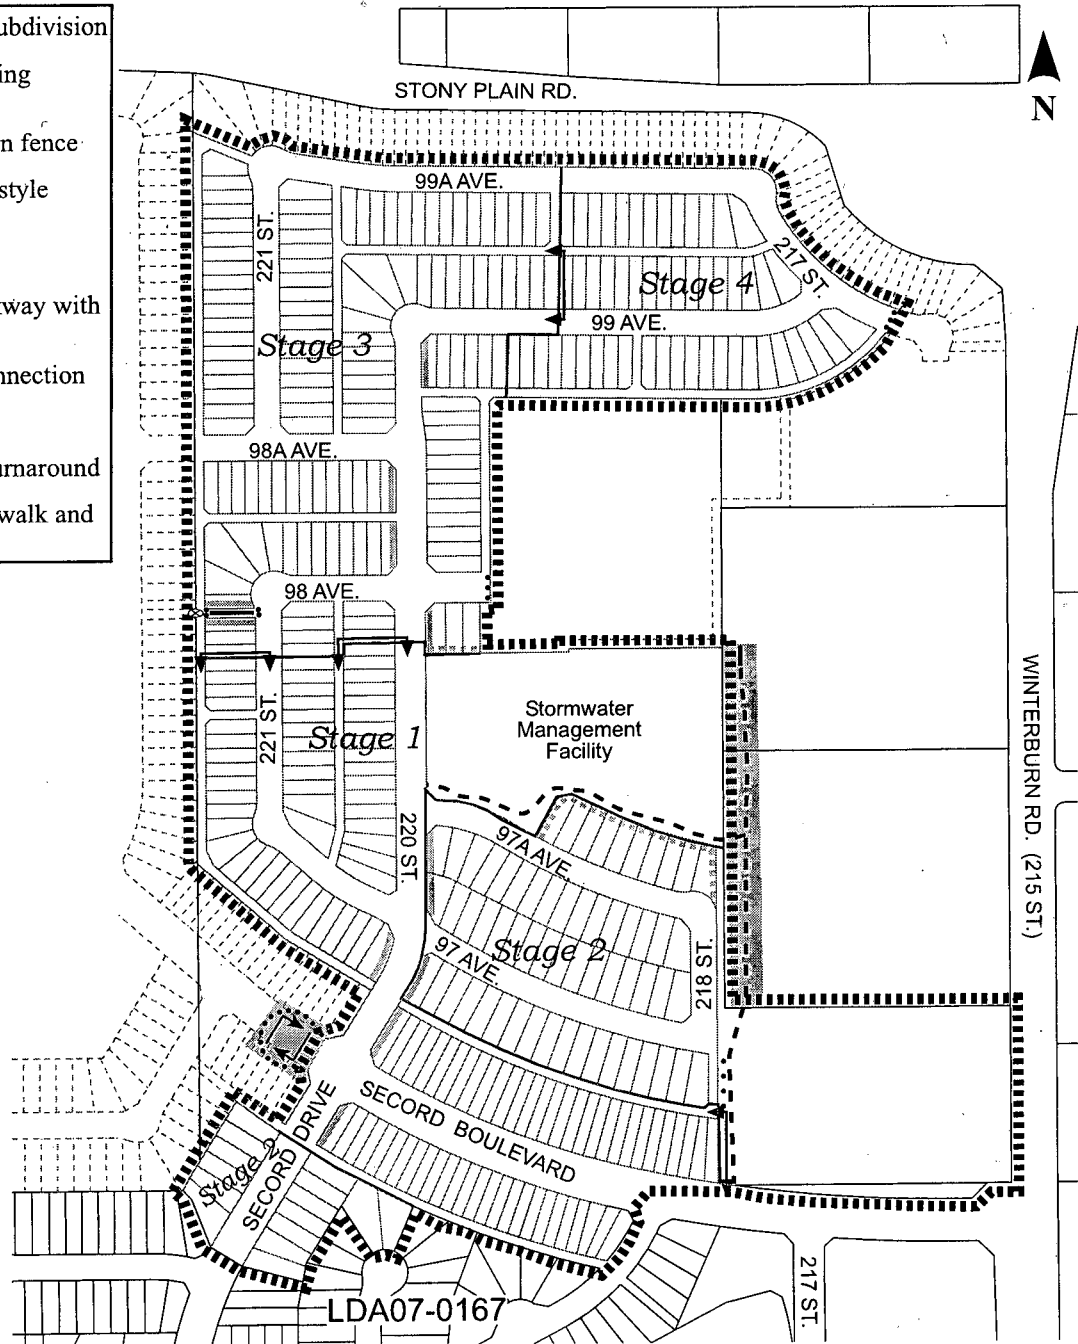 ubdivision
ing
n fence
style
way with
nnection
urnaround
walk and
STONY PLAIN RD.
N
99A AVE.
221 ST.
217 ST.
Stage 4
99 AVE.
Stage 3
98A AVE.
98 AVE.
221 ST.
Stage 1
Stormwater
Management
Facility
WINTERBURN RD. (215 ST.)
220 ST.
97A AVE.
Stage 2
97 AVE.
218 ST.
SECORD BOULEVARD
SECORD DRIVE
Stage 2
217 ST.
LDA07-0167